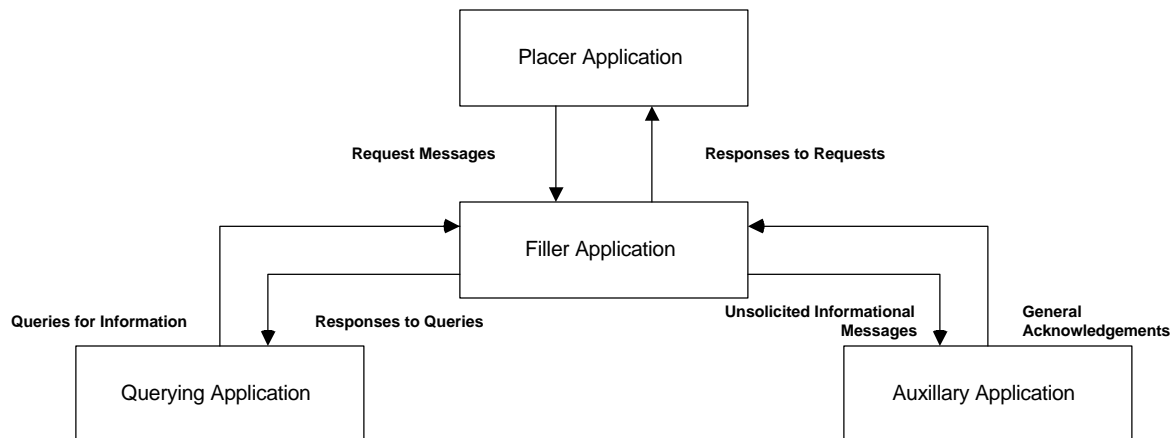 Placer Application
Request Messages
Responses to Requests
Filler Application
Queries for Information
Responses to Queries
Unsolicited Informational
Messages
General
Acknowledgements
Querying Application
Auxillary Application